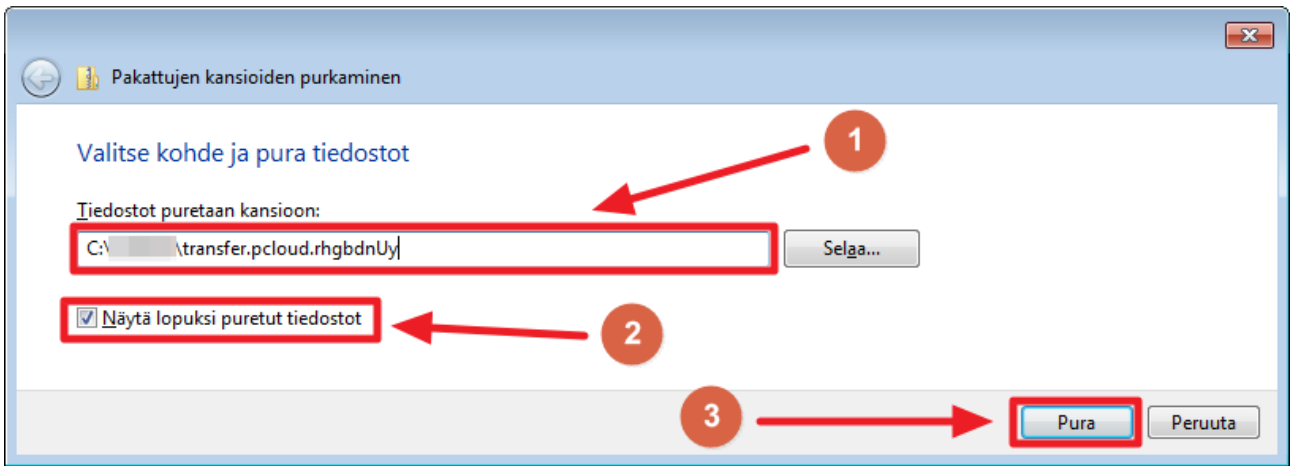 Pakattujen kansioiden purkaminen
Valitse kohde ja pura tiedostot
1
Tiedostot puretaan kansioon:
C:\ \transfer.pcloud.rhgbdnUy
Selaa...
Näytä lopuksi puretut tiedostot
2
3
Pura
Peruuta